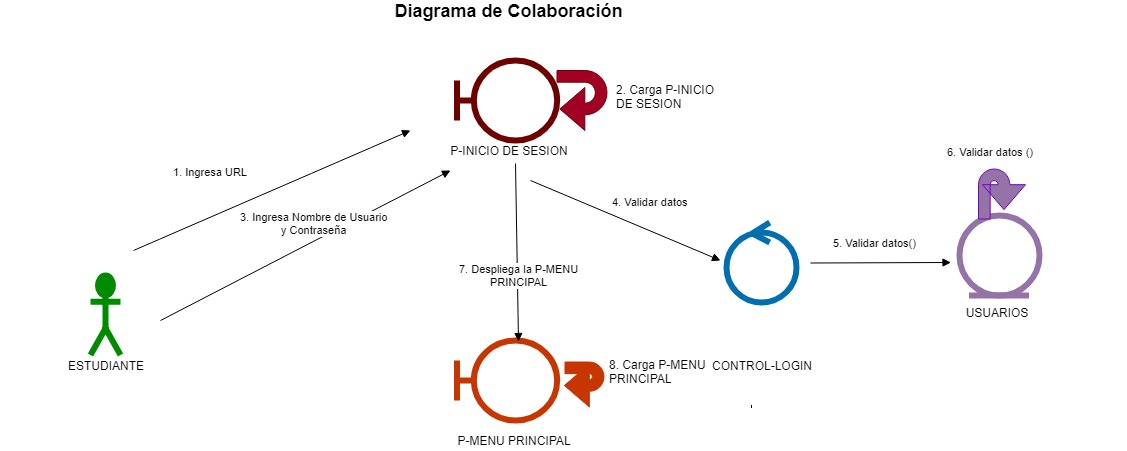 Diagrama de Colaboración
2. Carga P-INICIO
DE SESION
P-INICIO DE SESION
6. Validar datos ()
1. Ingresa URL
4. Validar datos
3. Ingresa Nombre de Usuario
y Contraseña
5. Validar datos()
7. Despliega la P-MENU
PRINCIPAL
USUARIOS
ESTUDIANTE
8. Carga P-MENU
PRINCIPAL
CONTROL-LOGIN
P-MENU PRINCIPAL